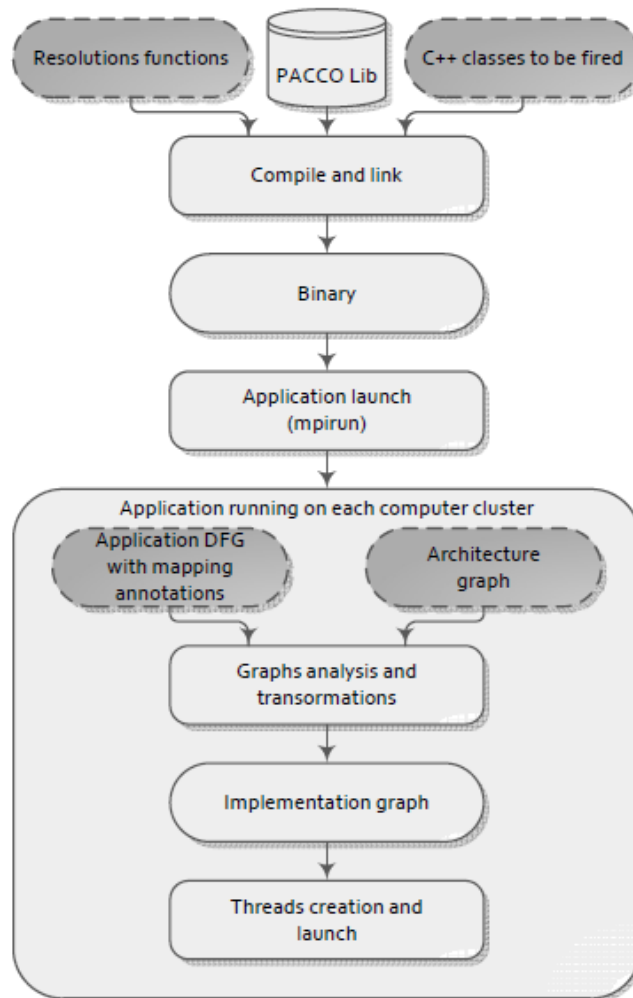 Resolutions functions
PACCO Lib
C++ classes to be fired
Compile and link
Binary
Application launch
(mpirun)
Application running on each computer cluster
Application DFG
with mapping
annotations
Architecture
graph
Graphs analysis and
transormations
Implementation graph
Threads creation and
launch